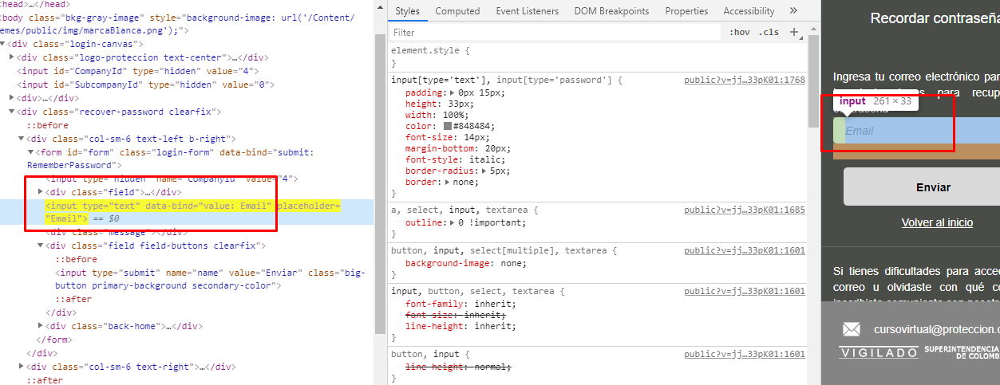 <head>…</head>
<body class="bkg-gray-image" style="background-image: url('/Content/
emes/public/img/marcaBlanca.png');">
<div class="login-canvas">
<div class="logo-proteccion text-center">…</div>
<input id="CompanyId" type="hidden" value="4">
<input id="SubcompanyId" type="hidden" value="0">
<div>…</div>
<div class="recover-password clearfix">
::before
<div class="col-sm-6 text-left b-right">
<form id="form" class="login-form" data-bind="submit:
RememberPassword">
<input type="hidden" name="CompanyId" value="4">
<div class="field">…</div>
<input type="text" data-bind="value: Email" placeholder=
"Email"> == $0
<div class="message"></div>
<div class="field field-buttons clearfix">
::before
<input type="submit" name="name" value="Enviar" class="big-
button primary-background secondary-color">
::after
</div>
<div class="back-home">…</div>
</form>
</div>
<div class="col-sm-6 text-right">…</div>
::after
Styles Computed Event Listeners DOM Breakpoints Properties Accessibility »
Filter :hov .cls +
element.style {
}
input[type='text'], input[type='password'] { public?v=jj…33pK01:1768
padding: 0px 15px;
height: 33px;
width: 100%;
color: #848484;
font-size: 14px;
margin-bottom: 20px;
font-style: italic;
border-radius: 5px;
border: none;
}
a, select, input, textarea { public?v=jj…33pK01:1685
outline: 0 !important;
}
button, input, select[multiple], textarea { public?v=jj…33pK01:1601
background-image: none;
}
input, button, select, textarea { public?v=jj…33pK01:1601
font-family: inherit;
font-size: inherit;
line-height: inherit;
}
button, input { public?v=jj…33pK01:1601
line-height: normal;
}
Recordar contraseña
Ingresa tu correo electrónico par
para recup
input 261 × 33
Email
Enviar
Volver al inicio
Si tienes dificultades para acced
correo u olvidaste con qué co
cursovirtual@proteccion.c
VIGILADO SUPERINTENDENCIA
DE COLOMB